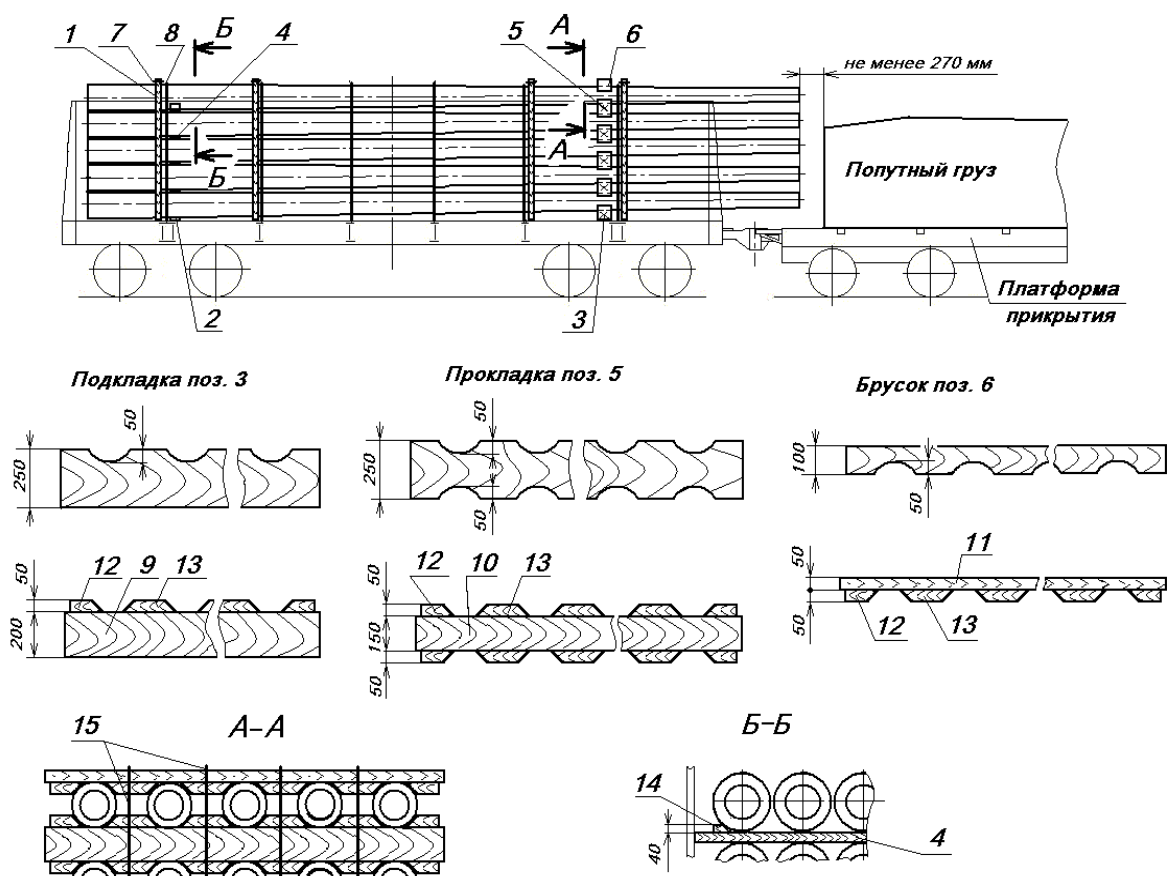 1 7 8 Б 4 А 5 6
не менее 270 мм
А
Б
Попутный груз
2 3
Платформа
прикрытия
Подкладка поз. 3
Прокладка поз. 5
Брусок поз. 6
50
250
50
250
50
100
50
12 9 13
50
200
12 10 13
50
150
50
11
50
50
12 13
15
А–А
Б–Б
14
40
4